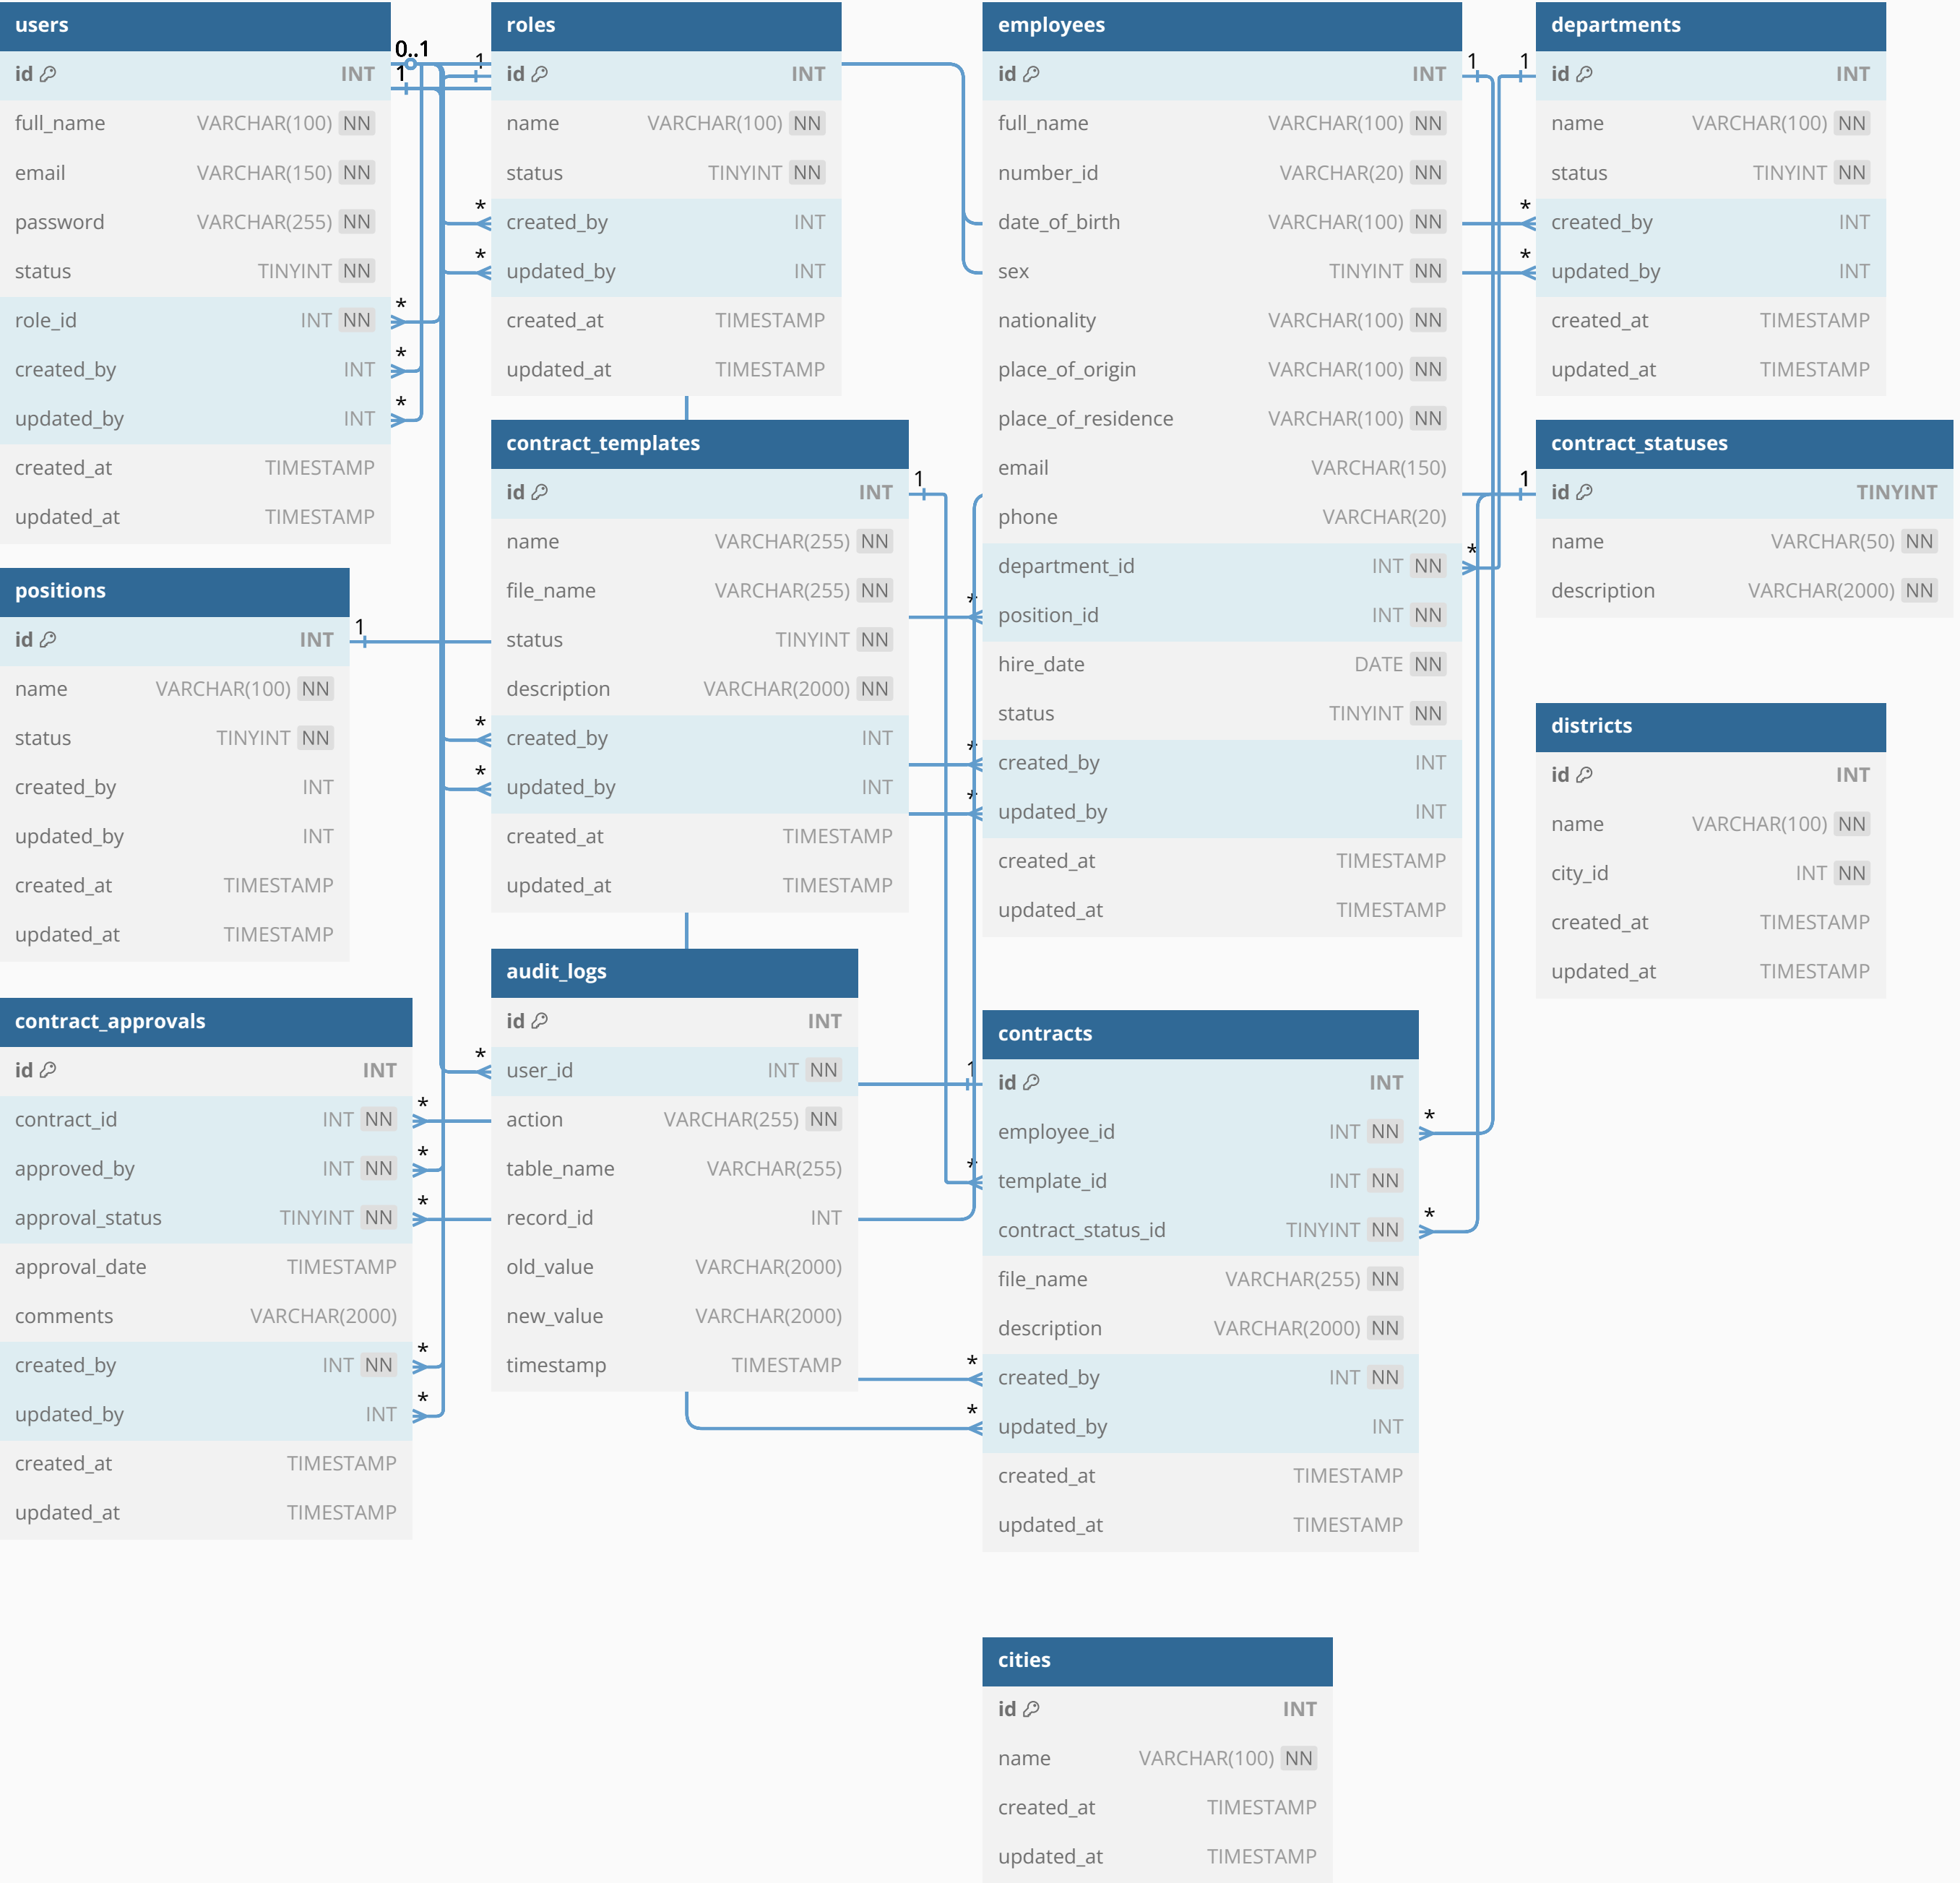 users
0..1
1
id INT
full_name VARCHAR(100) NN
email VARCHAR(150) NN
password VARCHAR(255) NN
status TINYINT NN
*
role_id INT NN
*
created_by INT
*
updated_by INT
created_at TIMESTAMP
updated_at TIMESTAMP
roles
1
id INT
name VARCHAR(100) NN
status TINYINT NN
*
created_by INT
*
updated_by INT
created_at TIMESTAMP
updated_at TIMESTAMP
employees
1
id INT
full_name VARCHAR(100) NN
number_id VARCHAR(20) NN
date_of_birth VARCHAR(100) NN
sex TINYINT NN
nationality VARCHAR(100) NN
place_of_origin VARCHAR(100) NN
place_of_residence VARCHAR(100) NN
email VARCHAR(150)
phone VARCHAR(20)
*
department_id INT NN
*
position_id INT NN
hire_date DATE NN
status TINYINT NN
*
created_by INT
*
updated_by INT
created_at TIMESTAMP
updated_at TIMESTAMP
departments
1
id INT
name VARCHAR(100) NN
status TINYINT NN
*
created_by INT
*
updated_by INT
created_at TIMESTAMP
updated_at TIMESTAMP
contract_templates
1
id INT
name VARCHAR(255) NN
file_name VARCHAR(255) NN
status TINYINT NN
description VARCHAR(2000) NN
*
created_by INT
*
updated_by INT
created_at TIMESTAMP
updated_at TIMESTAMP
contract_statuses
1
id TINYINT
name VARCHAR(50) NN
description VARCHAR(2000) NN
positions
1
id INT
name VARCHAR(100) NN
status TINYINT NN
created_by INT
updated_by INT
created_at TIMESTAMP
updated_at TIMESTAMP
districts
id INT
name VARCHAR(100) NN
city_id INT NN
created_at TIMESTAMP
updated_at TIMESTAMP
audit_logs
id INT
*
user_id INT NN
action VARCHAR(255) NN
table_name VARCHAR(255)
record_id INT
old_value VARCHAR(2000)
new_value VARCHAR(2000)
timestamp TIMESTAMP
contract_approvals
id INT
*
contract_id INT NN
*
approved_by INT NN
*
approval_status TINYINT NN
approval_date TIMESTAMP
comments VARCHAR(2000)
*
created_by INT NN
*
updated_by INT
created_at TIMESTAMP
updated_at TIMESTAMP
contracts
1
id INT
*
employee_id INT NN
*
template_id INT NN
*
contract_status_id TINYINT NN
file_name VARCHAR(255) NN
description VARCHAR(2000) NN
*
created_by INT NN
*
updated_by INT
created_at TIMESTAMP
updated_at TIMESTAMP
cities
id INT
name VARCHAR(100) NN
created_at TIMESTAMP
updated_at TIMESTAMP